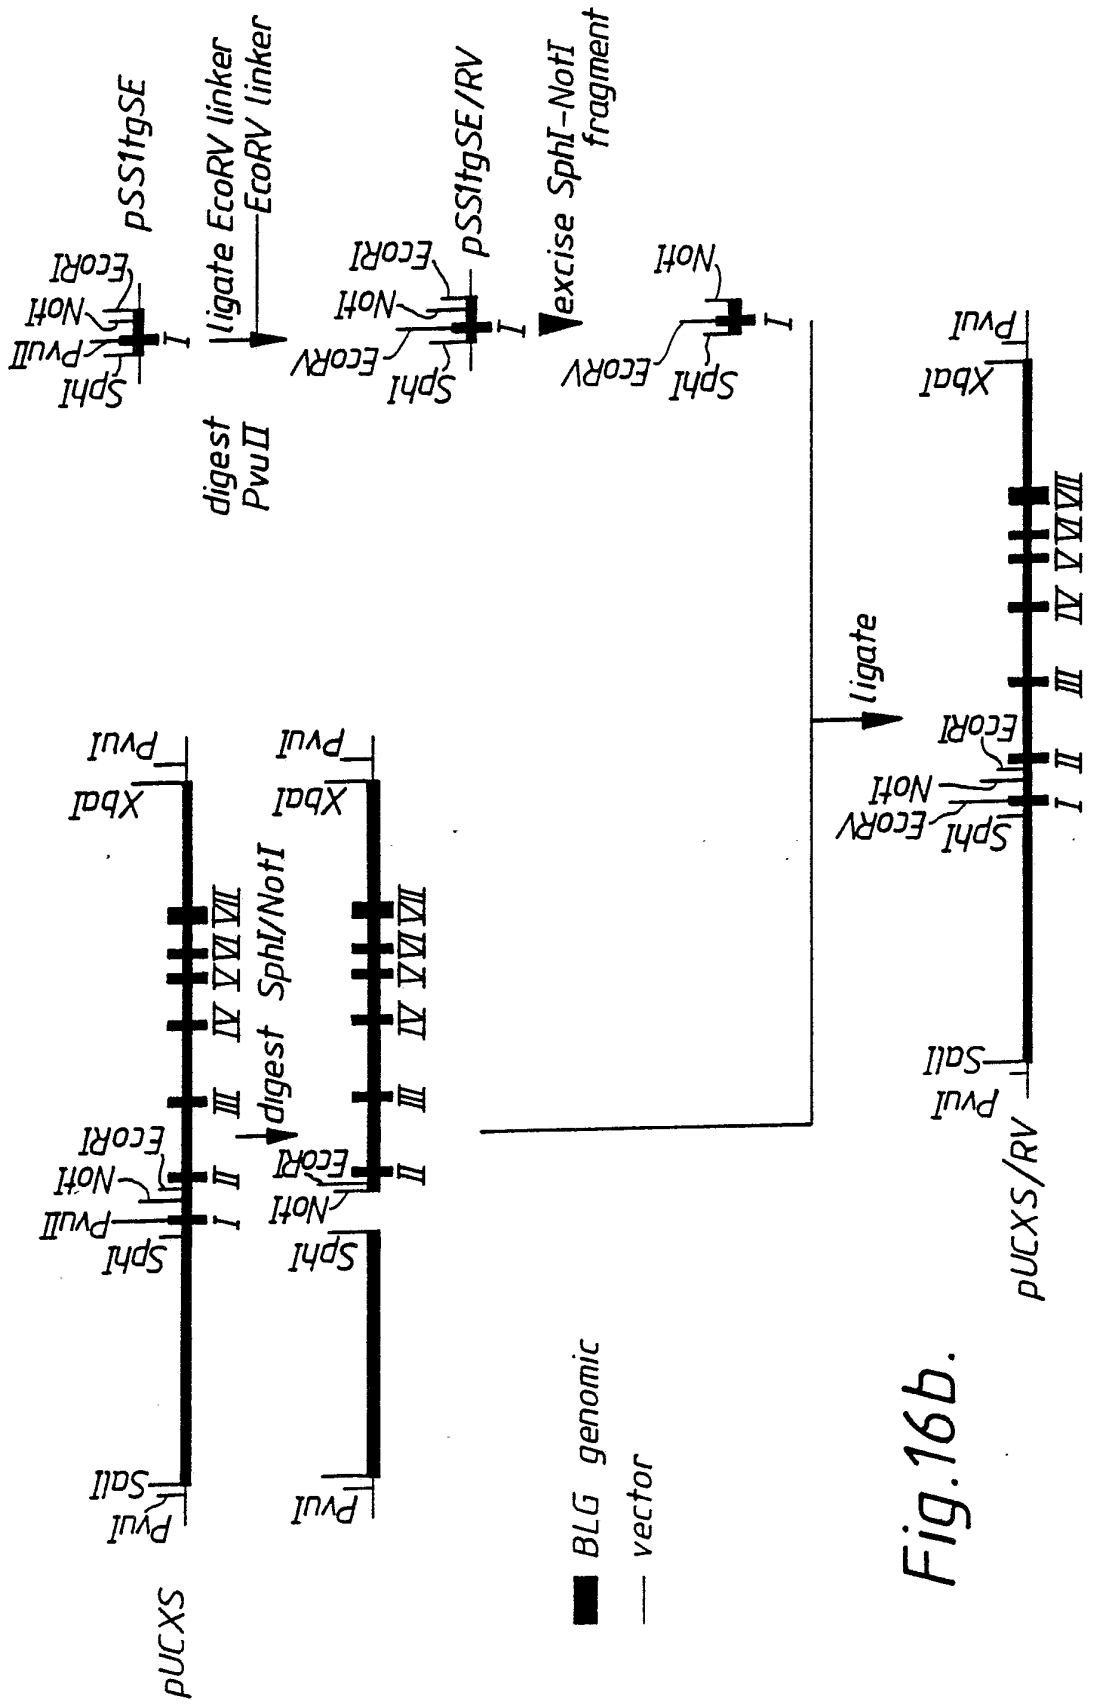 pUCXS
PvuI
SalI
SphI
PvuII
NotI
EcoRI
XbaI
PvuI
I
II
III
IV
V
VI
VII
digest SphI/NotI
PvuI
SphI
NotI
EcoRI
XbaI
PvuI
II
III
IV
V
VI
VII
pSS1tgSE
SphI
PvuII
NotI
EcoRI
I
digest
PvuII
ligate EcoRV linker
EcoRV linker
pSS1tgSE/RV
SphI
EcoRV
NotI
EcoRI
I
excise SphI-NotI
fragment
SphI
EcoRV
NotI
I
ligate
BLG genomic
vector
pUCXS/RV
PvuI
SalI
SphI
EcoRV
NotI
EcoRI
XbaI
PvuI
I
II
III
IV
V
VI
VII
Fig.16b.